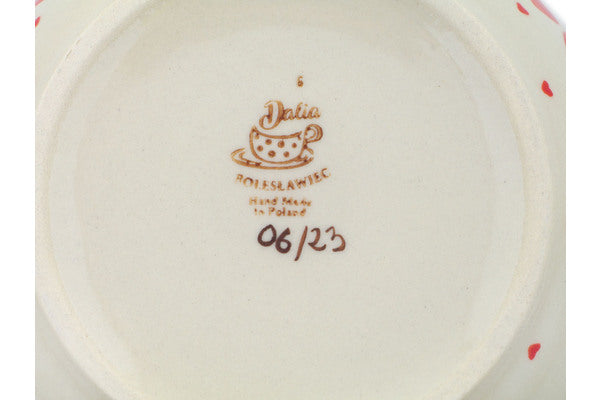 6
Dalia
BOLESŁAWIEC
Hand Made
in Poland
06/23